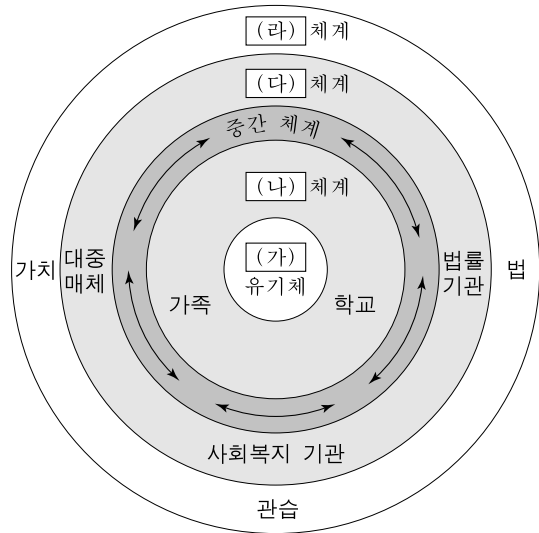 (라) 체계
(다) 체계
중간 체계
(나) 체계
(가)
유기체
가족
학교
대중
매체
법률
기관
가치
법
사회복지 기관
관습